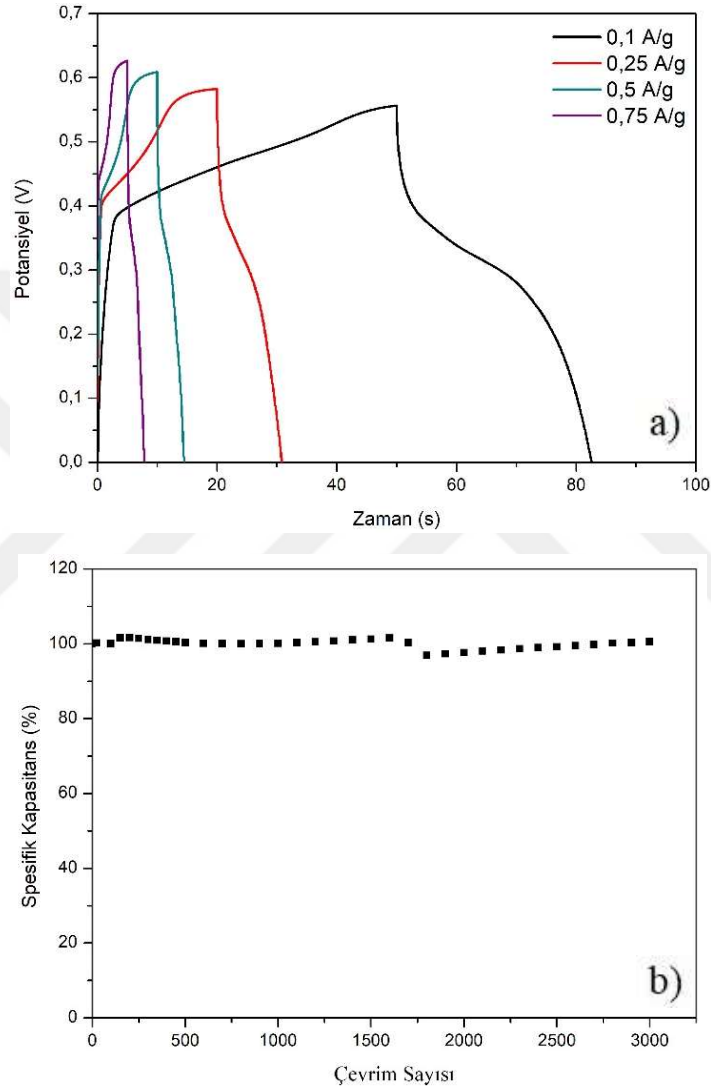 0,7
0,6
0,5
0,4
0,3
0,2
0,1
0,0
Potansiyel (V)
0,1 A/g
0,25 A/g
0,5 A/g
0,75 A/g
a)
0 20 40 60 80 100
Zaman (s)
120
100
80
60
40
20
0
Spesifik Kapasitans (%)
b)
0 500 1000 1500 2000 2500 3000
Çevrim Sayısı